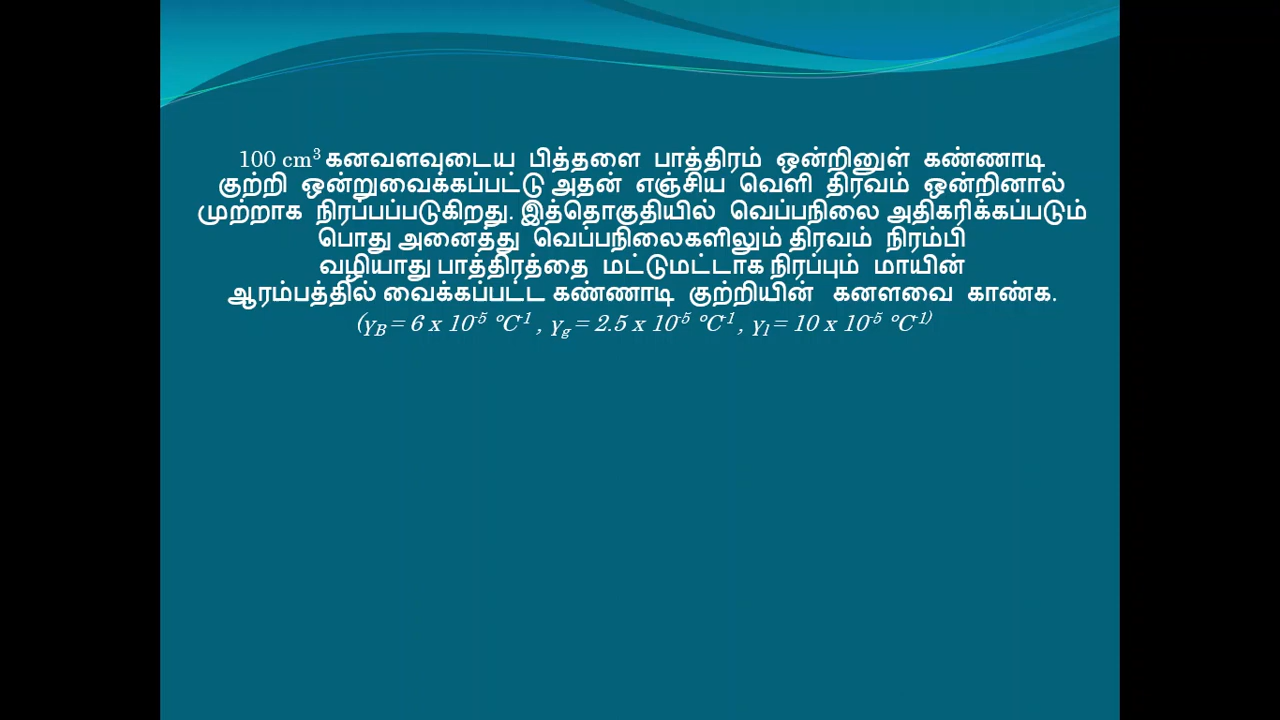 100 cm³ கனவளவுடைய பித்தளை பாத்திரம் ஒன்றினுள் கண்ணாடி
குற்றி ஒன்றுவைக்கப்பட்டு அதன் எஞ்சிய வெளி திரவம் ஒன்றினால்
முற்றாக நிரப்பப்படுகிறது. இத்தொகுதியில் வெப்பநிலை அதிகரிக்கப்படும்
பொது அனைத்து வெப்பநிலைகளிலும் திரவம் நிரம்பி
வழியாது பாத்திரத்தை மட்டுமட்டாக நிரப்பும் மாயின்
ஆரம்பத்தில் வைக்கப்பட்ட கண்ணாடி குற்றியின் கனளவை காண்க.
(γB = 6 x 10⁻⁵ °C⁻¹ , γg = 2.5 x 10⁻⁵ °C⁻¹ , γl = 10 x 10⁻⁵ °C⁻¹⁾